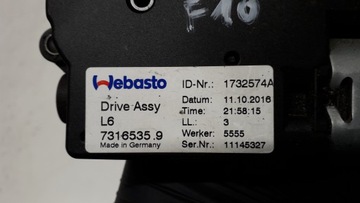 F10
Webasto
ID-Nr.: 1732574A
Drive Assy
Datum: 11.10.2016
L6
Time: 21:58:15
LL.: 3
7316535.9
Werker: 5555
Made in Germany
Ser.Nr.: 11145327